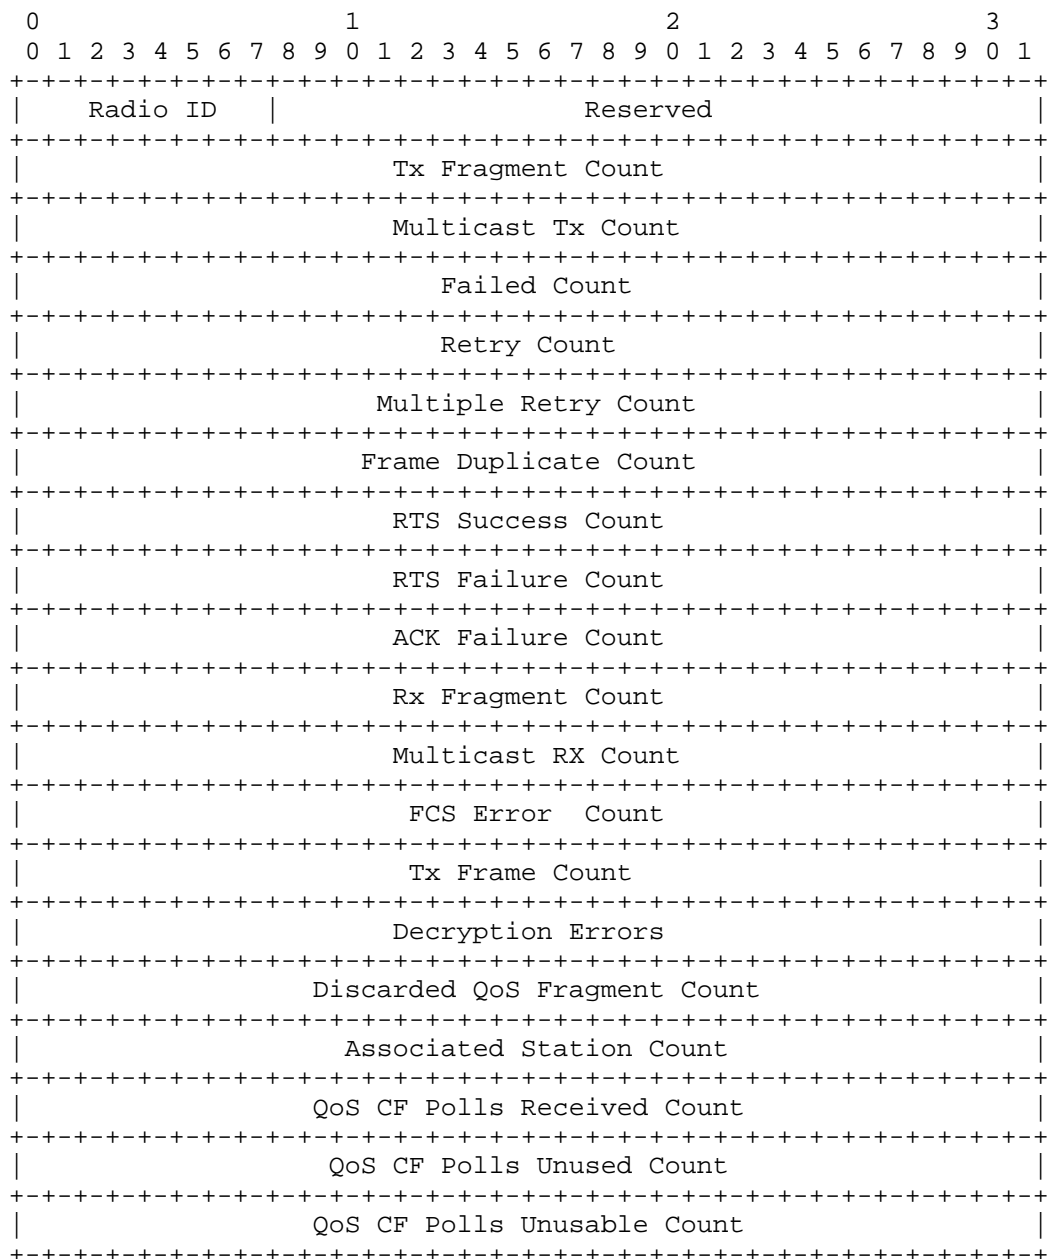 0                   1                   2                   3
0 1 2 3 4 5 6 7 8 9 0 1 2 3 4 5 6 7 8 9 0 1 2 3 4 5 6 7 8 9 0 1
+-+-+-+-+-+-+-+-+-+-+-+-+-+-+-+-+-+-+-+-+-+-+-+-+-+-+-+-+-+-+-+-+
|    Radio ID   |                   Reserved                    |
+-+-+-+-+-+-+-+-+-+-+-+-+-+-+-+-+-+-+-+-+-+-+-+-+-+-+-+-+-+-+-+-+
|                       Tx Fragment Count                       |
+-+-+-+-+-+-+-+-+-+-+-+-+-+-+-+-+-+-+-+-+-+-+-+-+-+-+-+-+-+-+-+-+
|                       Multicast Tx Count                      |
+-+-+-+-+-+-+-+-+-+-+-+-+-+-+-+-+-+-+-+-+-+-+-+-+-+-+-+-+-+-+-+-+
|                          Failed Count                         |
+-+-+-+-+-+-+-+-+-+-+-+-+-+-+-+-+-+-+-+-+-+-+-+-+-+-+-+-+-+-+-+-+
|                          Retry Count                          |
+-+-+-+-+-+-+-+-+-+-+-+-+-+-+-+-+-+-+-+-+-+-+-+-+-+-+-+-+-+-+-+-+
|                      Multiple Retry Count                     |
+-+-+-+-+-+-+-+-+-+-+-+-+-+-+-+-+-+-+-+-+-+-+-+-+-+-+-+-+-+-+-+-+
|                     Frame Duplicate Count                     |
+-+-+-+-+-+-+-+-+-+-+-+-+-+-+-+-+-+-+-+-+-+-+-+-+-+-+-+-+-+-+-+-+
|                       RTS Success Count                       |
+-+-+-+-+-+-+-+-+-+-+-+-+-+-+-+-+-+-+-+-+-+-+-+-+-+-+-+-+-+-+-+-+
|                       RTS Failure Count                       |
+-+-+-+-+-+-+-+-+-+-+-+-+-+-+-+-+-+-+-+-+-+-+-+-+-+-+-+-+-+-+-+-+
|                       ACK Failure Count                       |
+-+-+-+-+-+-+-+-+-+-+-+-+-+-+-+-+-+-+-+-+-+-+-+-+-+-+-+-+-+-+-+-+
|                       Rx Fragment Count                       |
+-+-+-+-+-+-+-+-+-+-+-+-+-+-+-+-+-+-+-+-+-+-+-+-+-+-+-+-+-+-+-+-+
|                       Multicast RX Count                      |
+-+-+-+-+-+-+-+-+-+-+-+-+-+-+-+-+-+-+-+-+-+-+-+-+-+-+-+-+-+-+-+-+
|                        FCS Error  Count                       |
+-+-+-+-+-+-+-+-+-+-+-+-+-+-+-+-+-+-+-+-+-+-+-+-+-+-+-+-+-+-+-+-+
|                        Tx Frame Count                         |
+-+-+-+-+-+-+-+-+-+-+-+-+-+-+-+-+-+-+-+-+-+-+-+-+-+-+-+-+-+-+-+-+
|                       Decryption Errors                       |
+-+-+-+-+-+-+-+-+-+-+-+-+-+-+-+-+-+-+-+-+-+-+-+-+-+-+-+-+-+-+-+-+
|                  Discarded QoS Fragment Count                 |
+-+-+-+-+-+-+-+-+-+-+-+-+-+-+-+-+-+-+-+-+-+-+-+-+-+-+-+-+-+-+-+-+
|                    Associated Station Count                   |
+-+-+-+-+-+-+-+-+-+-+-+-+-+-+-+-+-+-+-+-+-+-+-+-+-+-+-+-+-+-+-+-+
|                  QoS CF Polls Received Count                  |
+-+-+-+-+-+-+-+-+-+-+-+-+-+-+-+-+-+-+-+-+-+-+-+-+-+-+-+-+-+-+-+-+
|                   QoS CF Polls Unused Count                   |
+-+-+-+-+-+-+-+-+-+-+-+-+-+-+-+-+-+-+-+-+-+-+-+-+-+-+-+-+-+-+-+-+
|                  QoS CF Polls Unusable Count                  |
+-+-+-+-+-+-+-+-+-+-+-+-+-+-+-+-+-+-+-+-+-+-+-+-+-+-+-+-+-+-+-+-+